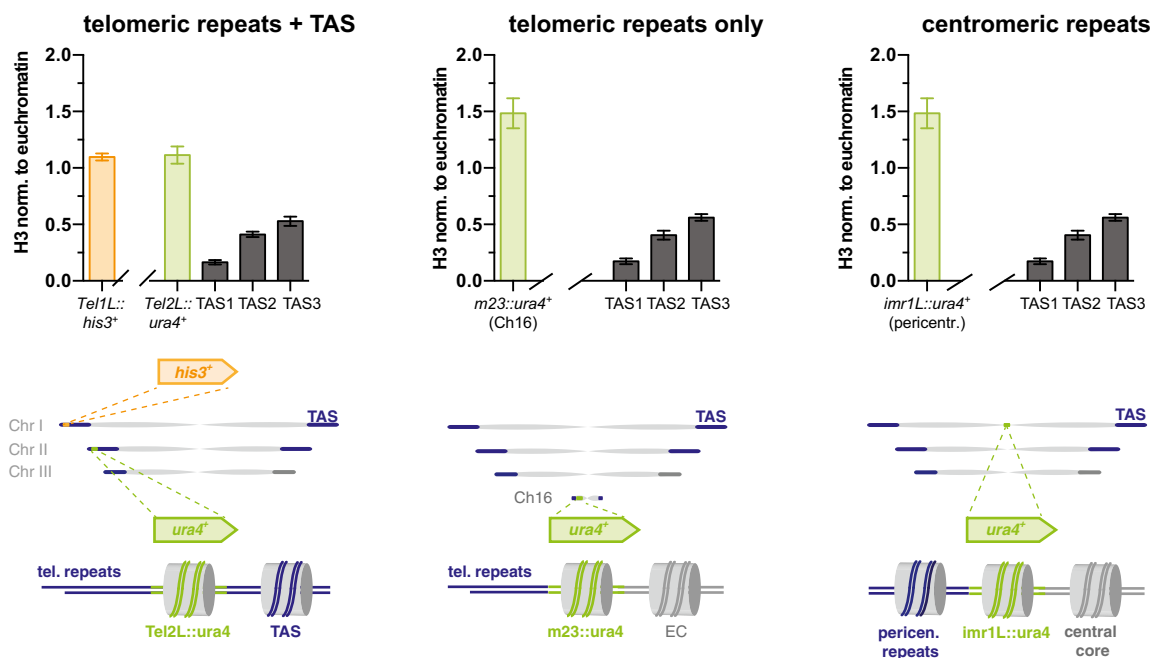 telomeric repeats + TAS
H3 norm. to euchromatin
2.0
1.5
1.0
0.5
0.0
Tel1L::
his3⁺
Tel2L::
ura4⁺
TAS1
TAS2
TAS3
telomeric repeats only
H3 norm. to euchromatin
2.0
1.5
1.0
0.5
0.0
m23::ura4⁺
(Ch16)
TAS1
TAS2
TAS3
centromeric repeats
H3 norm. to euchromatin
2.0
1.5
1.0
0.5
0.0
imr1L::ura4⁺
(pericentr.)
TAS1
TAS2
TAS3
his3⁺
Chr I
TAS
Chr II
Chr III
ura4⁺
tel. repeats
Tel2L::ura4
TAS
TAS
Ch16
ura4⁺
tel. repeats
m23::ura4
EC
TAS
ura4⁺
pericen.
repeats
imr1L::ura4
central
core